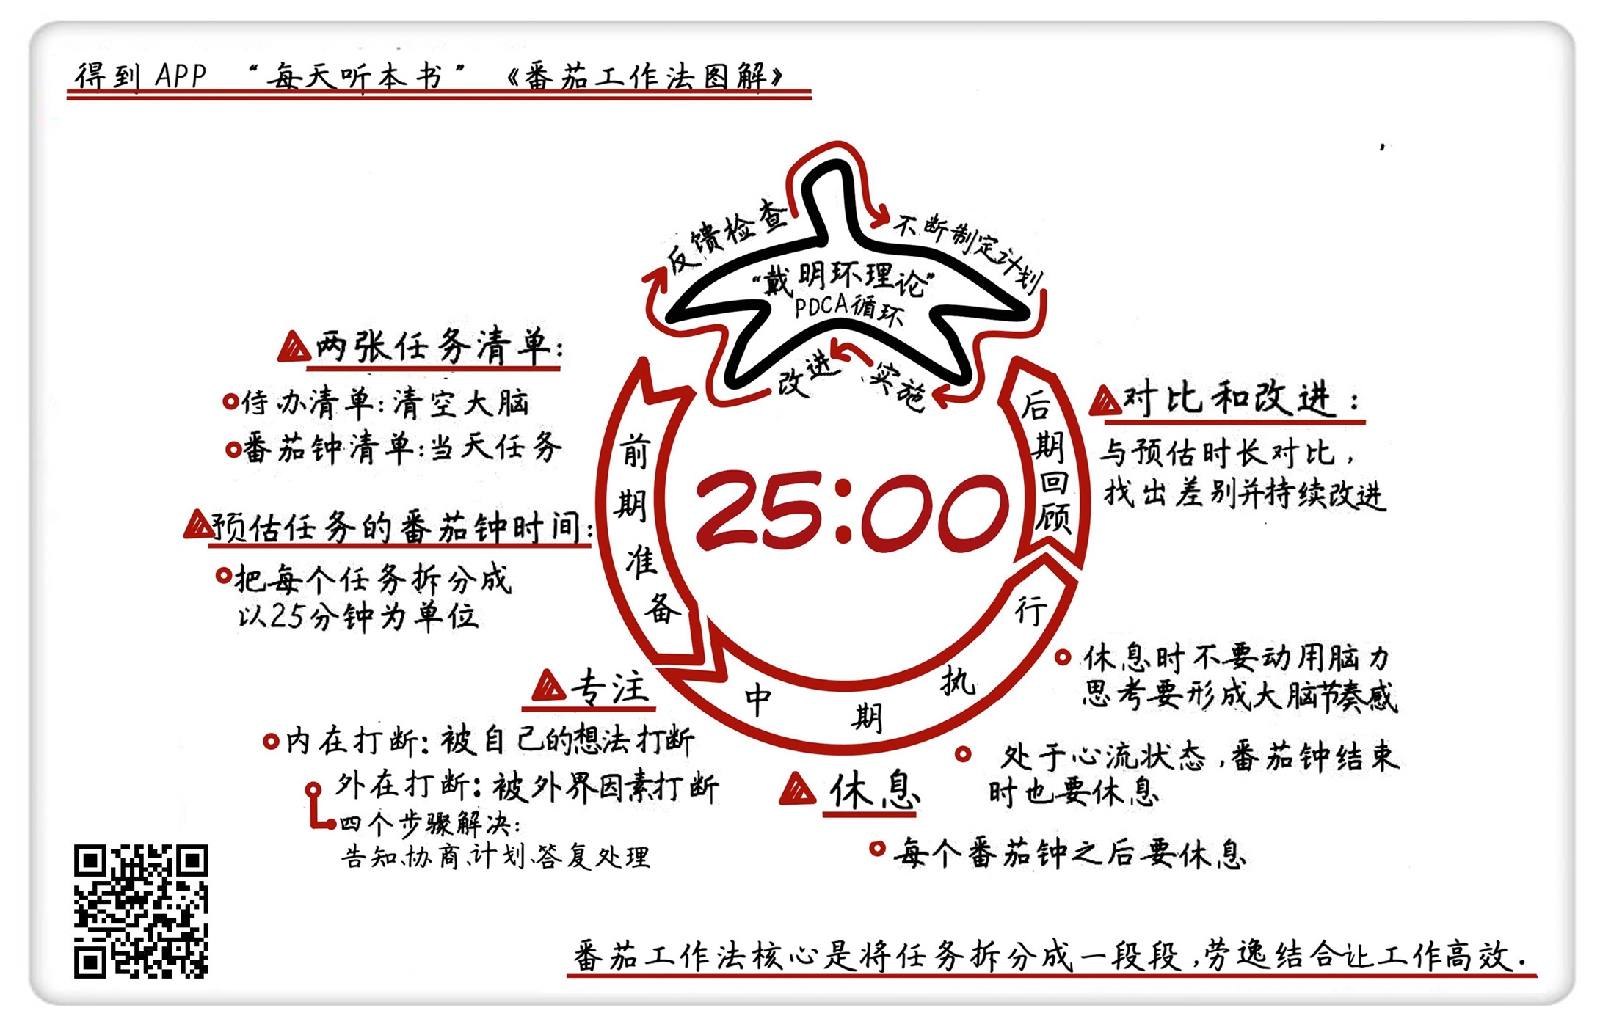 得到 APP “每天听本书” 《番茄工作法图解》
反馈检查
不断制定计划
“戴明环理论”
PDCA循环
改进
实施
两张任务清单:
待办清单:清空大脑
番茄钟清单:当天任务
预估任务的番茄钟时间:
把每个任务拆分成
以25分钟为单位
前期准备
25:00
后期回顾
对比和改进:
与预估时长对比,
找出差别并持续改进
中期执行
专注
内在打断:被自己的想法打断
外在打断:被外界因素打断
四个步骤解决:
告知、协商、计划、答复处理
休息
休息时不要动用脑力
思考要形成大脑节奏感
处于心流状态,番茄钟结束
时也要休息
每个番茄钟之后要休息
番茄工作法核心是将任务拆分成一段段,劳逸结合让工作高效.